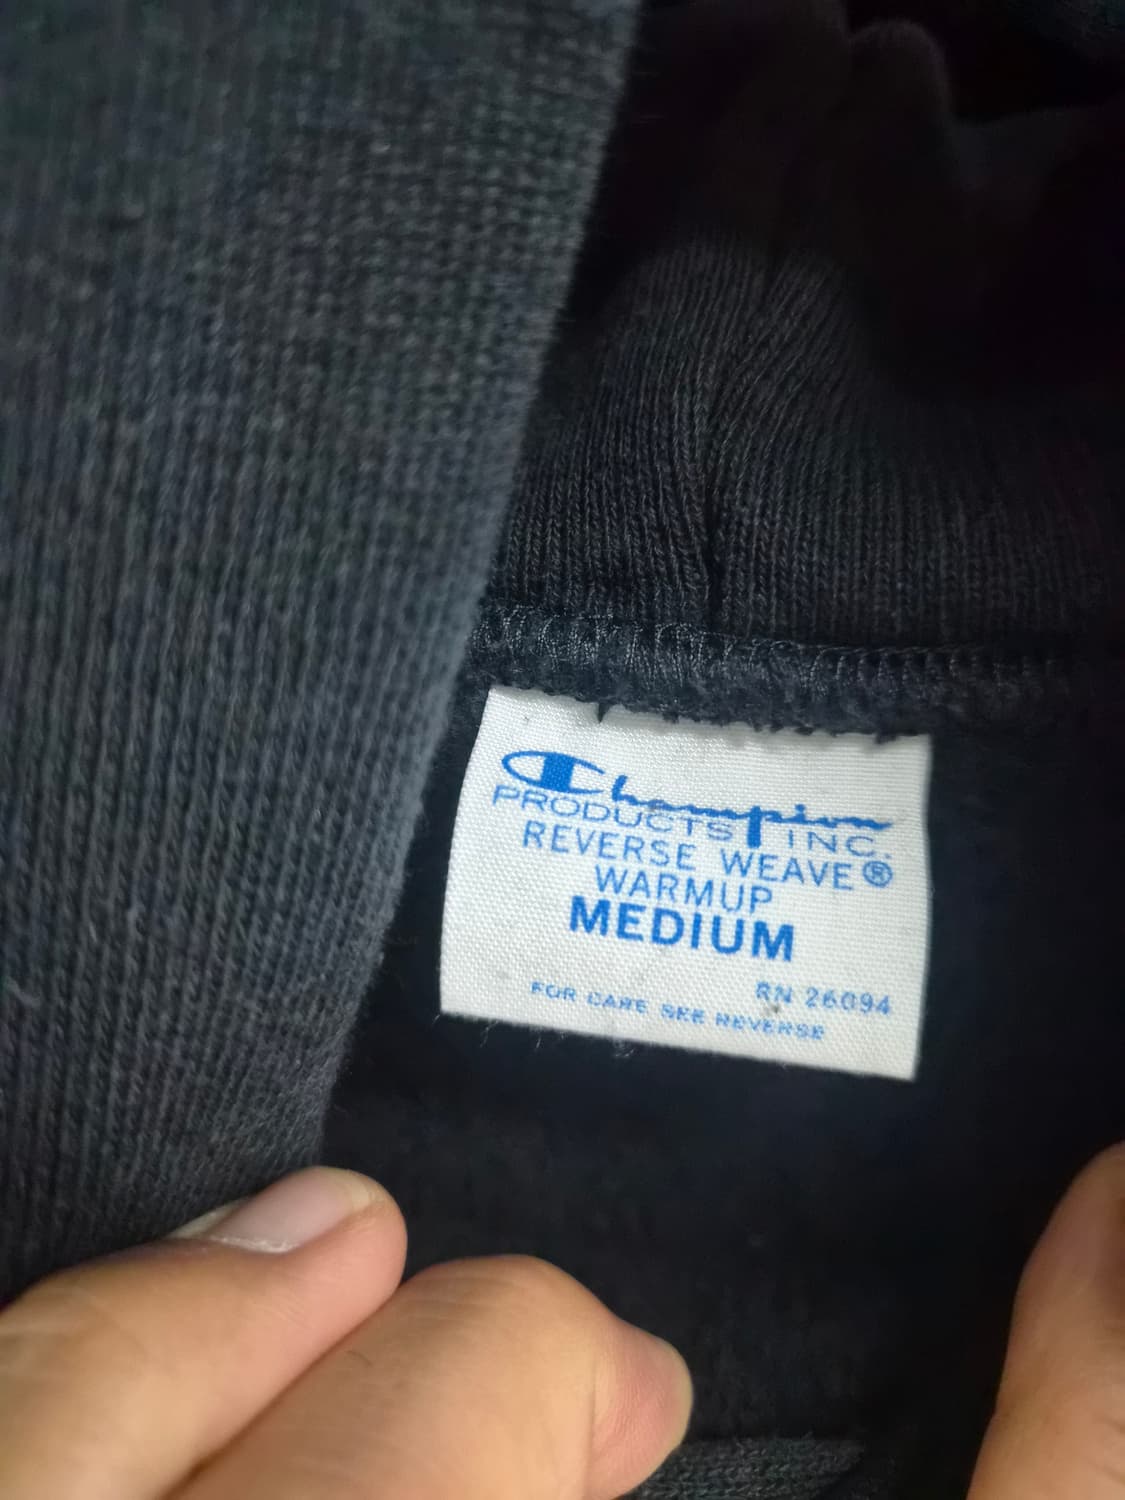 Champion
PRODUCTS INC.
REVERSE WEAVE®
WARMUP
MEDIUM
RN 26094
FOR CARE SEE REVERSE